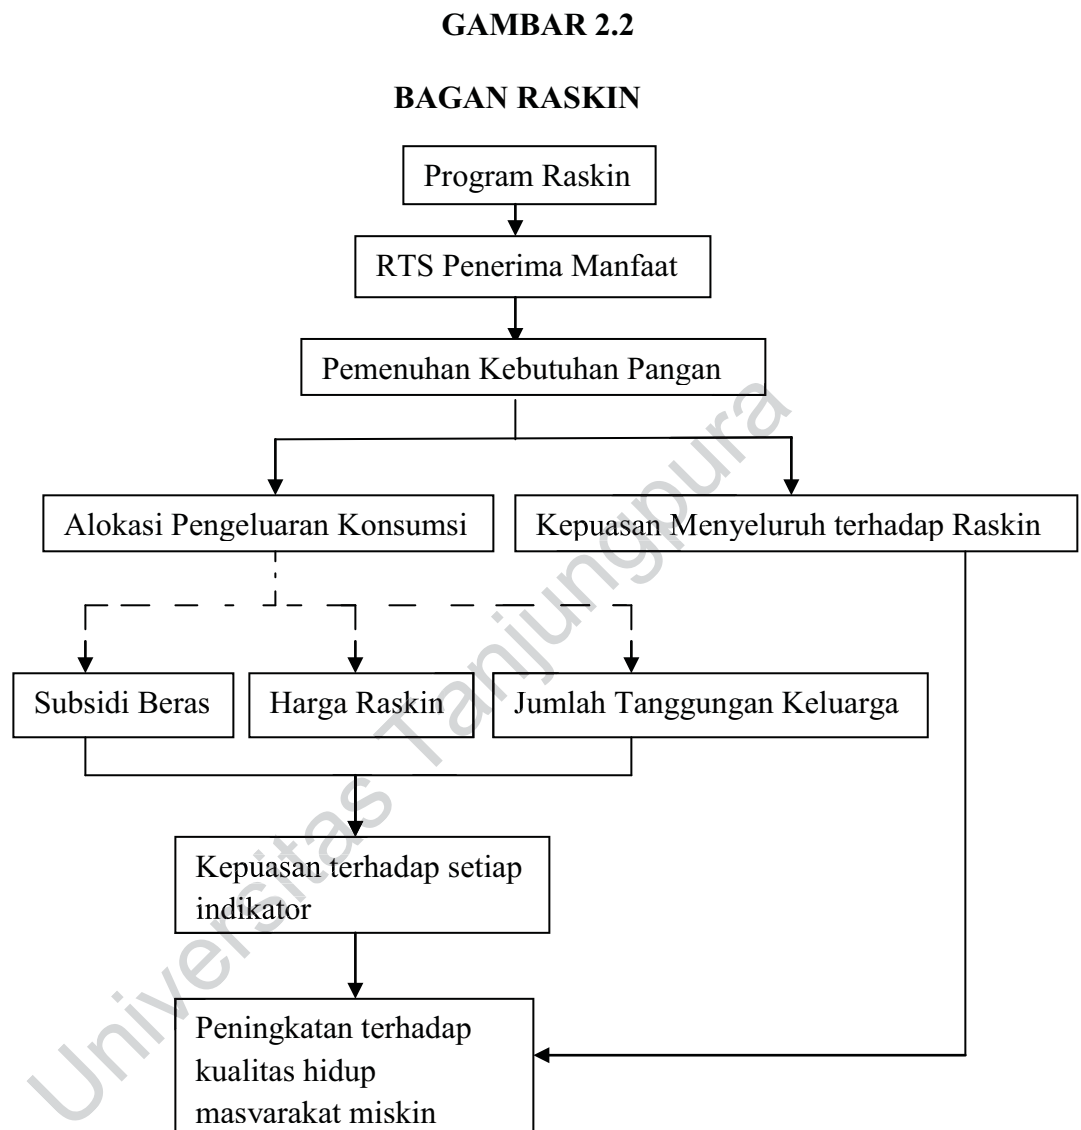 GAMBAR 2.2
BAGAN RASKIN
Program Raskin
RTS Penerima Manfaat
Pemenuhan Kebutuhan Pangan
Alokasi Pengeluaran Konsumsi
Kepuasan Menyeluruh terhadap Raskin
Subsidi Beras
Harga Raskin
Jumlah Tanggungan Keluarga
Kepuasan terhadap setiap
indikator
Peningkatan terhadap
kualitas hidup
masyarakat miskin
Universitas Tanjungpura